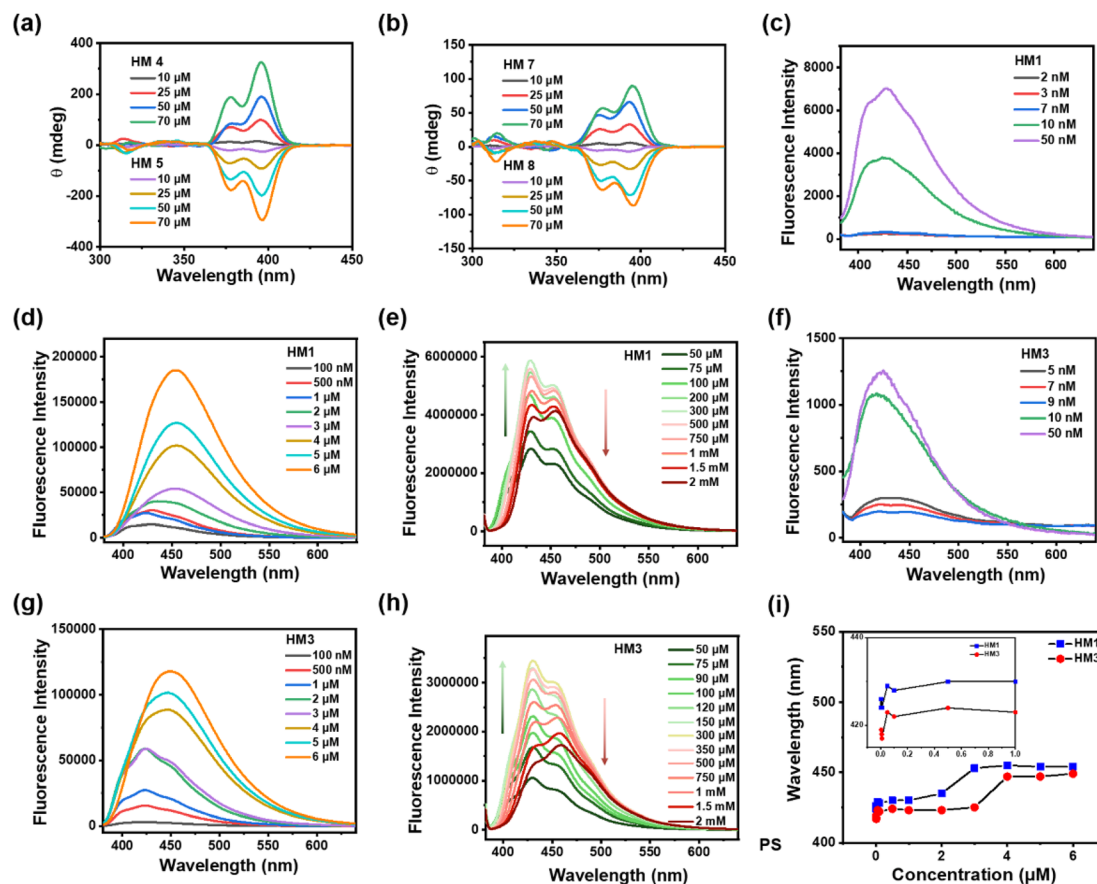 (a)
400
200
0
-200
-400
θ (mdeg)
HM 4
10 μM
25 μM
50 μM
70 μM
HM 5
10 μM
25 μM
50 μM
70 μM
300
350
400
450
Wavelength (nm)
(b)
150
100
50
0
-50
-100
-150
θ (mdeg)
HM 7
10 μM
25 μM
50 μM
70 μM
HM 8
10 μM
25 μM
50 μM
70 μM
300
350
400
450
Wavelength (nm)
(c)
8000
6000
4000
2000
0
Fluorescence Intensity
HM1
2 nM
3 nM
7 nM
10 nM
50 nM
400 450 500 550 600
Wavelength (nm)
(d)
200000
150000
100000
50000
0
Fluorescence Intensity
HM1
100 nM
500 nM
1 μM
2 μM
3 μM
4 μM
5 μM
6 μM
400 450 500 550 600
Wavelength (nm)
(e)
6000000
4000000
2000000
0
Fluorescence Intensity
HM1
50 μM
75 μM
100 μM
200 μM
300 μM
500 μM
750 μM
1 mM
1.5 mM
2 mM
400 450 500 550 600
Wavelength (nm)
(f)
1500
1000
500
0
Fluorescence Intensity
HM3
5 nM
7 nM
9 nM
10 nM
50 nM
400 450 500 550 600
Wavelength (nm)
(g)
150000
100000
50000
0
Fluorescence Intensity
HM3
100 nM
500 nM
1 μM
2 μM
3 μM
4 μM
5 μM
6 μM
400 450 500 550 600
Wavelength (nm)
(h)
3000000
2000000
1000000
0
Fluorescence Intensity
HM3
50 μM
75 μM
90 μM
100 μM
120 μM
150 μM
300 μM
350 μM
500 μM
750 μM
1 mM
1.5 mM
2 mM
400 450 500 550 600
Wavelength (nm)
(i)
550
500
450
400
Wavelength (nm)
HM1
HM3
440
420
HM1
HM3
0.0 0.2 0.4 0.6 0.8 1.0
0 2 4 6
PS
Concentration (μM)